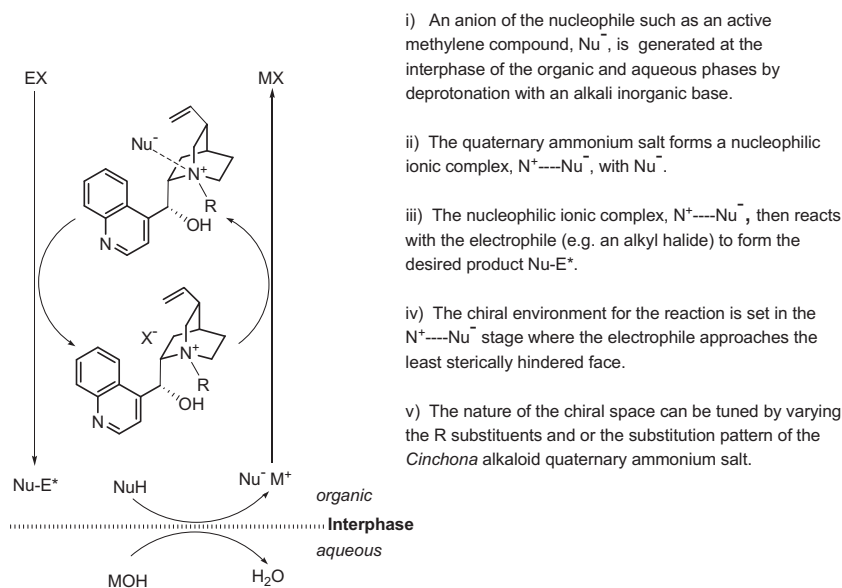 EX
MX
Nu⁻
N⁺
R
OH
N
X⁻
N⁺
R
OH
N
Nu-E*
NuH
Nu⁻ M⁺
organic
Interphase
aqueous
MOH
H₂O
i) An anion of the nucleophile such as an active
methylene compound, Nu⁻, is generated at the
interphase of the organic and aqueous phases by
deprotonation with an alkali inorganic base.
ii) The quaternary ammonium salt forms a nucleophilic
ionic complex, N⁺----Nu⁻, with Nu⁻.
iii) The nucleophilic ionic complex, N⁺----Nu⁻, then reacts
with the electrophile (e.g. an alkyl halide) to form the
desired product Nu-E*.
iv) The chiral environment for the reaction is set in the
N⁺----Nu⁻ stage where the electrophile approaches the
least sterically hindered face.
v) The nature of the chiral space can be tuned by varying
the R substituents and or the substitution pattern of the
Cinchona alkaloid quaternary ammonium salt.